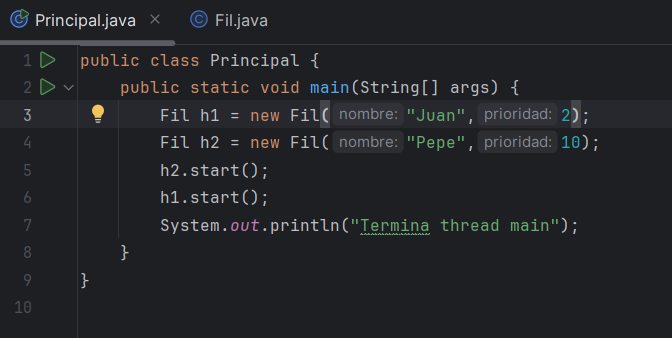 Principal.java × Fil.java
1 public class Principal {
2 public static void main(String[] args) {
3 Fil h1 = new Fil( nombre: "Juan", prioridad: 2);
4 Fil h2 = new Fil( nombre: "Pepe", prioridad: 10);
5 h2.start();
6 h1.start();
7 System.out.println("Termina thread main");
8 }
9 }
10